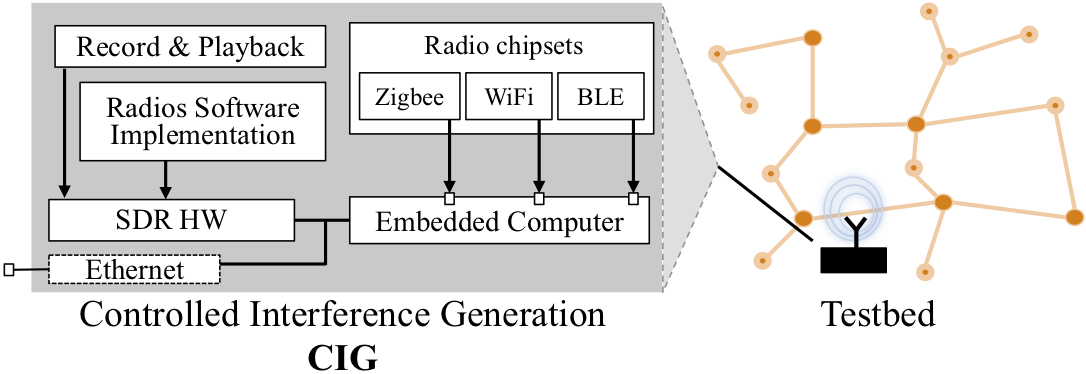 Record & Playback
Radios Software
Implementation
SDR HW
Ethernet
Radio chipsets
Zigbee
WiFi
BLE
Embedded Computer
Controlled Interference Generation
CIG
Testbed